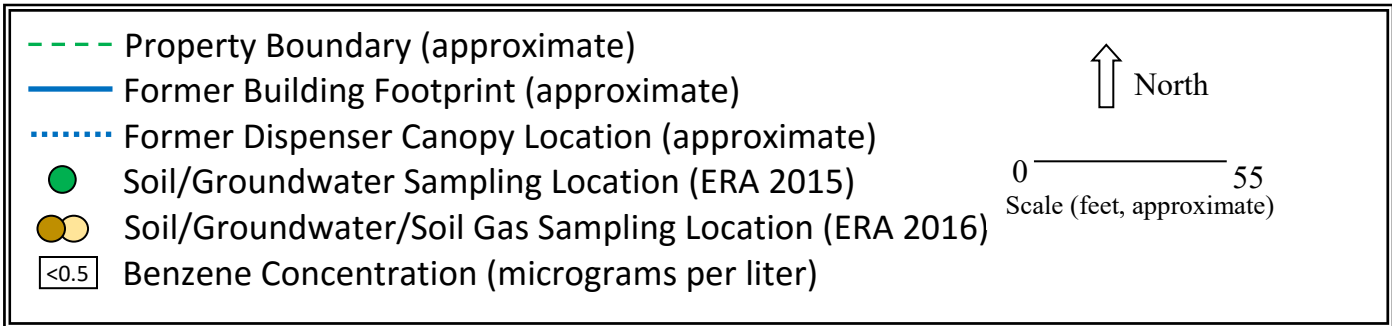 Property Boundary (approximate)
Former Building Footprint (approximate)
Former Dispenser Canopy Location (approximate)
Soil/Groundwater Sampling Location (ERA 2015)
Soil/Groundwater/Soil Gas Sampling Location (ERA 2016)
<0.5 Benzene Concentration (micrograms per liter)
North
0 55
Scale (feet, approximate)